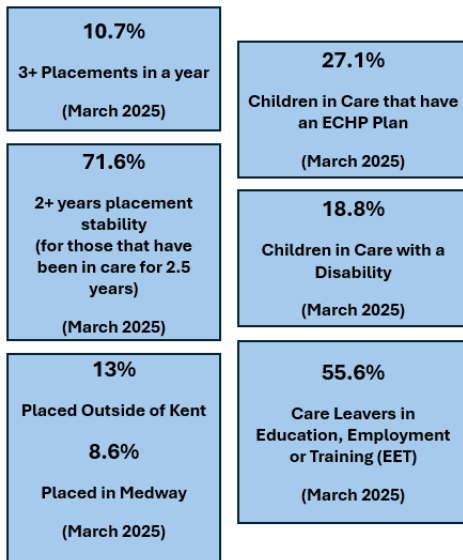 10.7%
3+ Placements in a year
(March 2025)
71.6%
2+ years placement
stability
(for those that have
been in care for 2.5
years)
(March 2025)
13%
Placed Outside of Kent
8.6%
Placed in Medway
(March 2025)
27.1%
Children in Care that have
an ECHP Plan
(March 2025)
18.8%
Children in Care with a
Disability
(March 2025)
55.6%
Care Leavers in
Education, Employment
or Training (EET)
(March 2025)